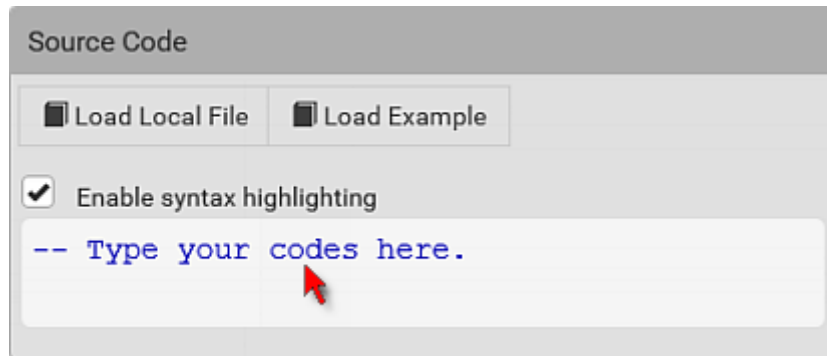 Source Code
Load Local File Load Example
Enable syntax highlighting
-- Type your codes here.